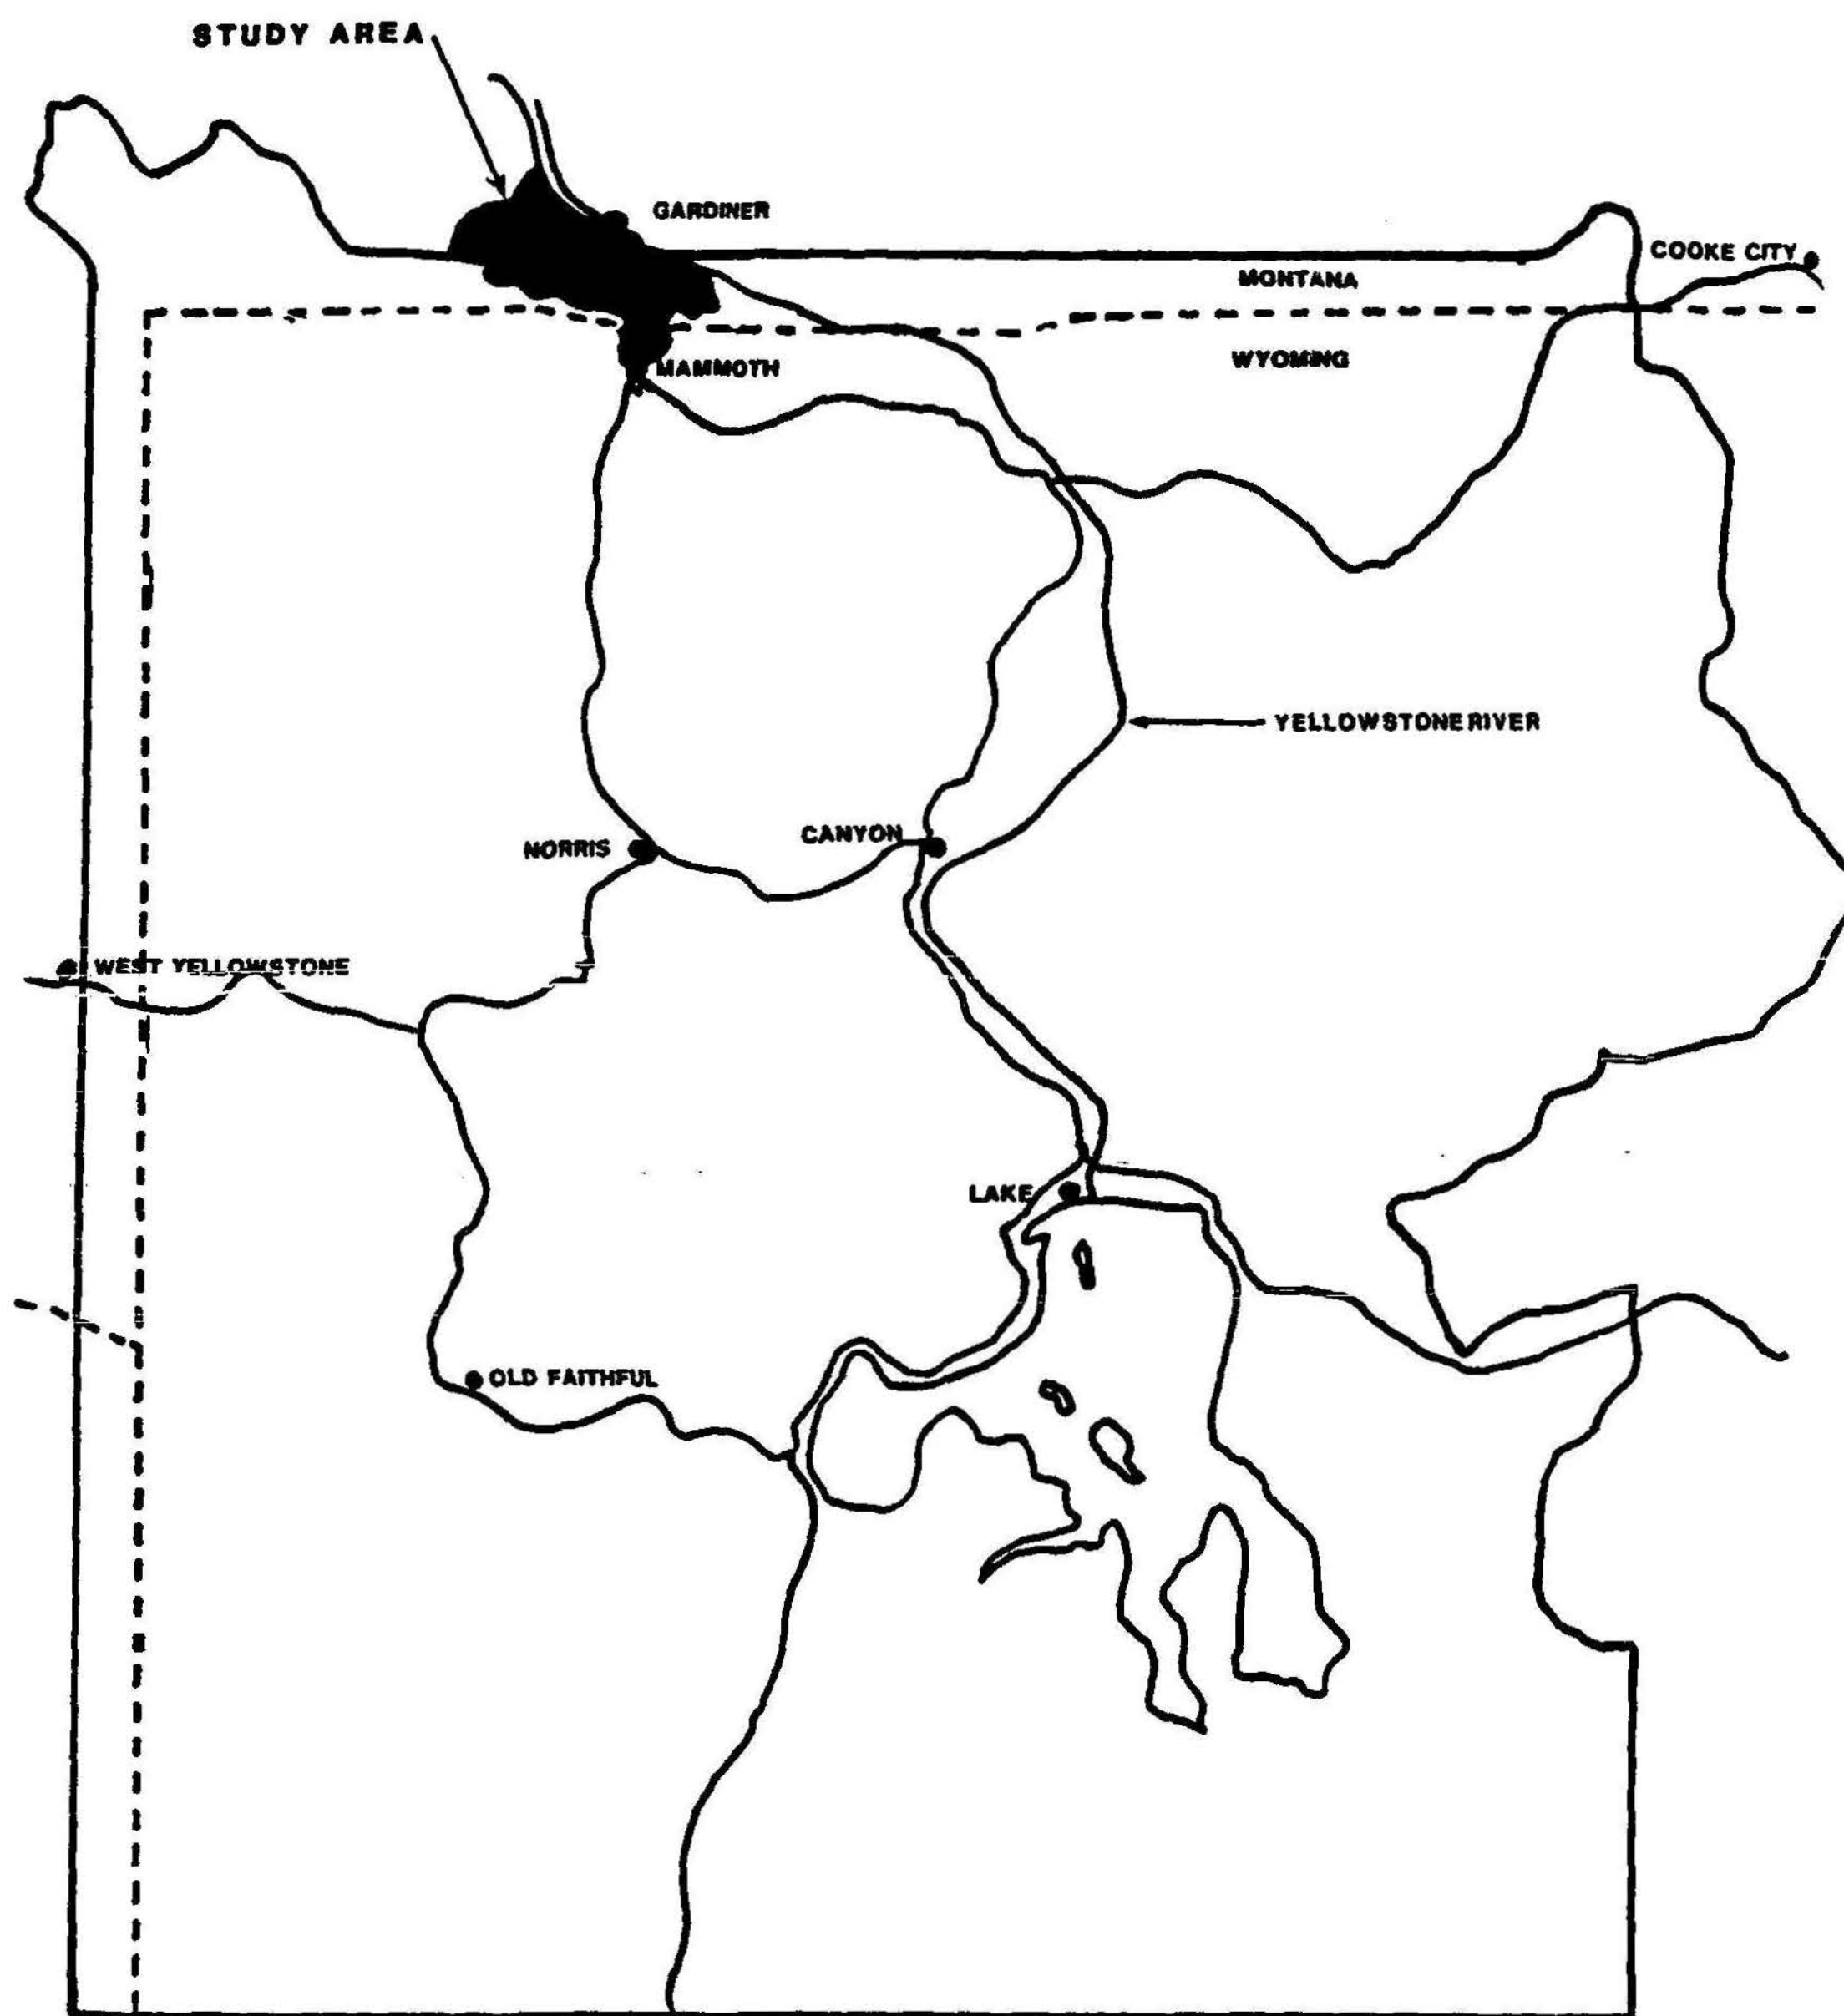 STUDY AREA
GARDINER
COOKE CITY
MONTANA
WYOMING
MAMMOTH
YELLOWSTONE RIVER
CANYON
NORRIS
WEST YELLOWSTONE
LAKE
OLD FAITHFUL